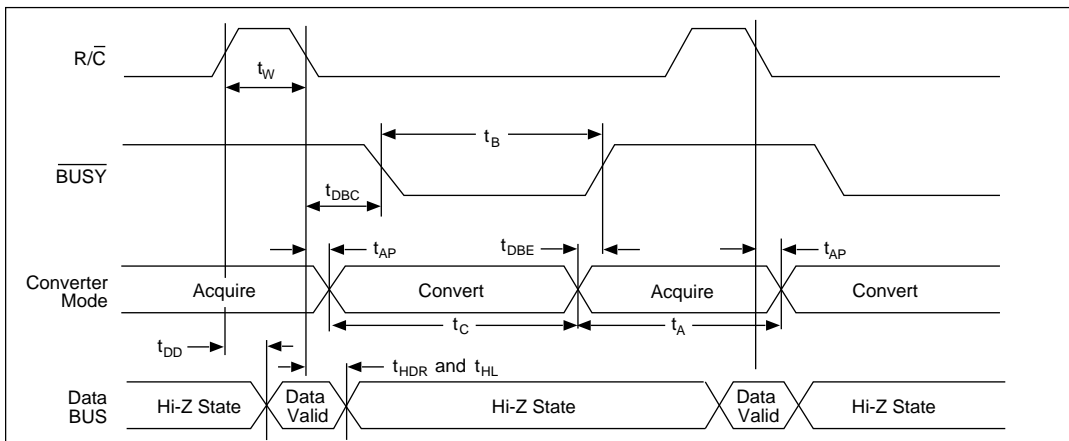 R/C̅
t_W
B̅U̅S̅Y̅
t_B
t_DBC
t_AP
t_DBE
t_AP
Converter
Mode
Acquire
Convert
Acquire
Convert
t_C
t_A
t_DD
t_HDR and t_HL
Data
BUS
Hi-Z State
Data
Valid
Hi-Z State
Data
Valid
Hi-Z State